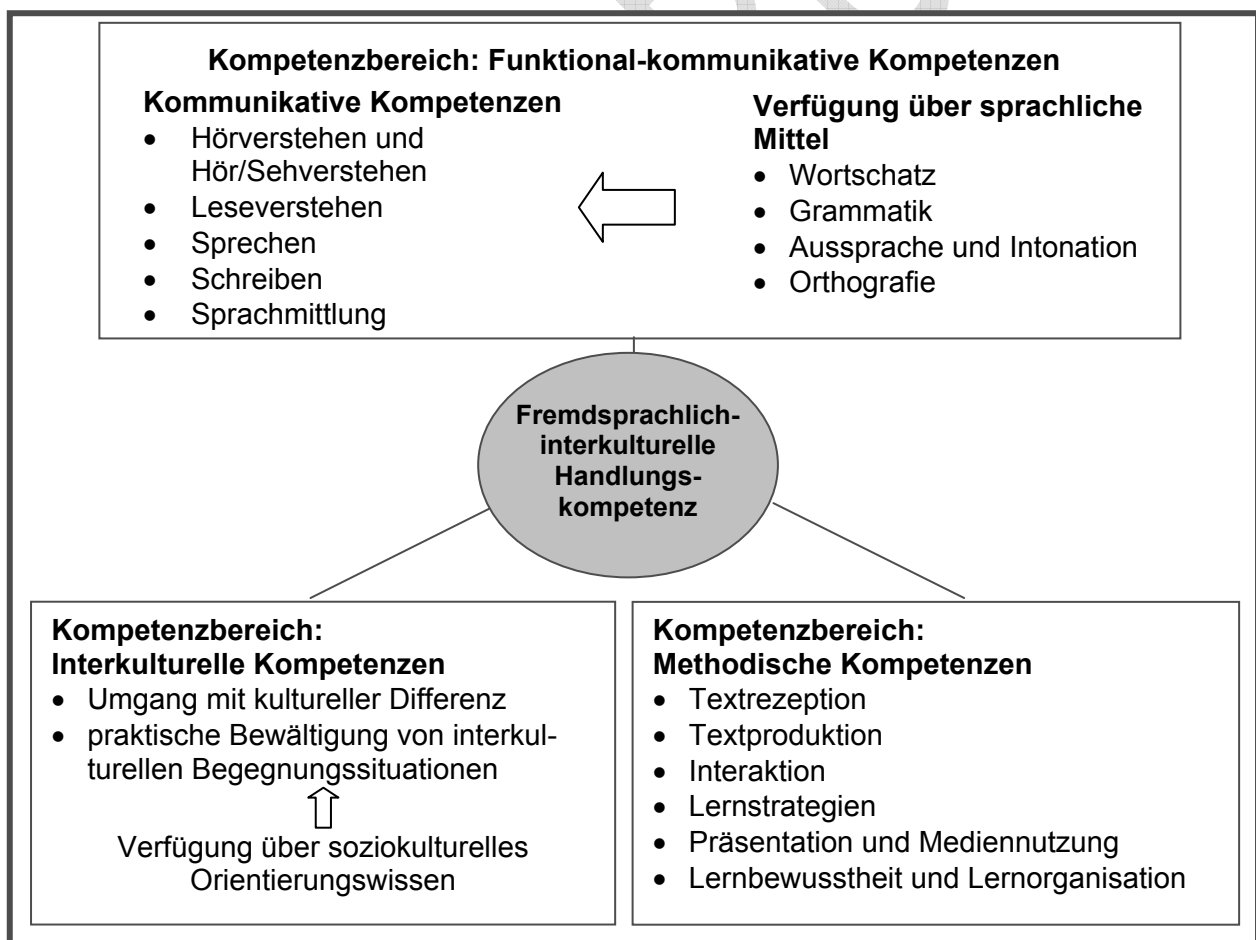 Kompetenzbereich: Funktional-kommunikative Kompetenzen
Kommunikative Kompetenzen
• Hörverstehen und
Hör/Sehverstehen
• Leseverstehen
• Sprechen
• Schreiben
• Sprachmittlung
Verfügung über sprachliche
Mittel
• Wortschatz
• Grammatik
• Aussprache und Intonation
• Orthografie
Fremdsprachlich-
interkulturelle
Handlungs-
kompetenz
Kompetenzbereich:
Interkulturelle Kompetenzen
• Umgang mit kultureller Differenz
• praktische Bewältigung von interkul-
turellen Begegnungssituationen
Verfügung über soziokulturelles
Orientierungswissen
Kompetenzbereich:
Methodische Kompetenzen
• Textrezeption
• Textproduktion
• Interaktion
• Lernstrategien
• Präsentation und Mediennutzung
• Lernbewusstheit und Lernorganisation